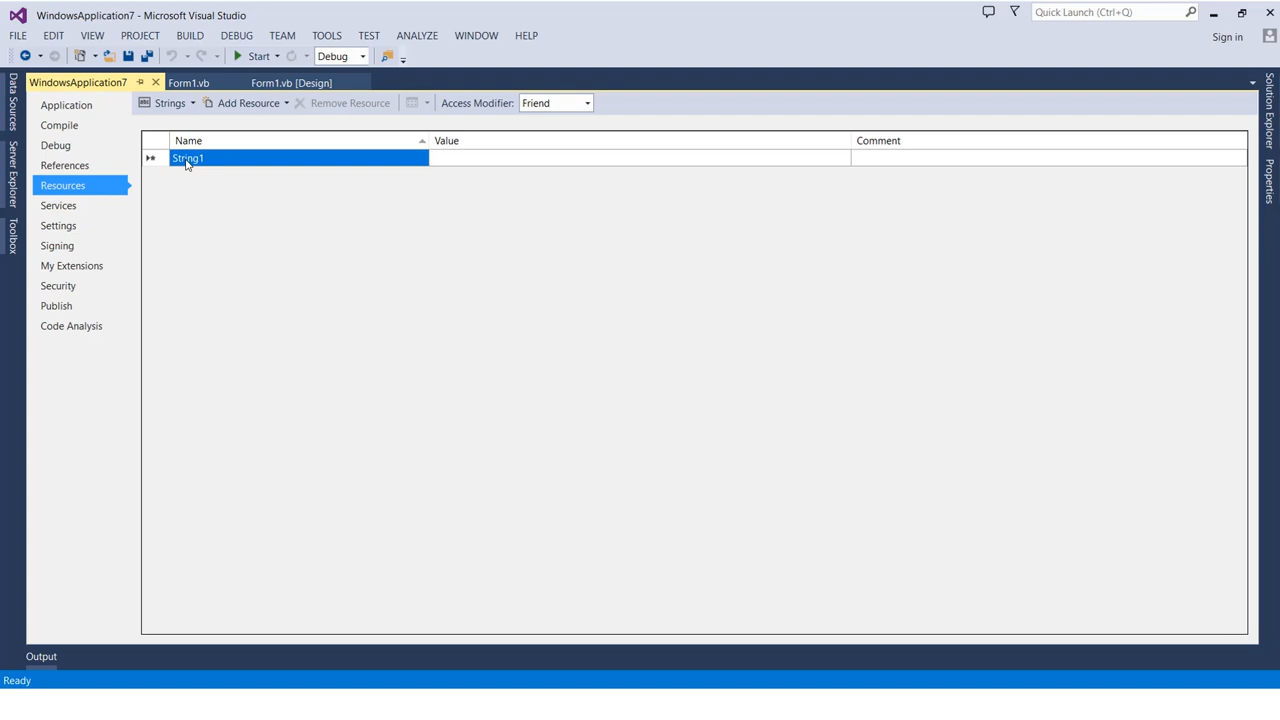 WindowsApplication7 - Microsoft Visual Studio
Quick Launch (Ctrl+Q)
FILE EDIT VIEW PROJECT BUILD DEBUG TEAM TOOLS TEST ANALYZE WINDOW HELP
Sign in
Start Debug
WindowsApplication7 Form1.vb Form1.vb [Design]
Strings Add Resource Remove Resource Access Modifier: Friend
Application
Compile
Debug
References
Resources
Services
Settings
Signing
My Extensions
Security
Publish
Code Analysis
Name Value Comment
String1
Data Sources
Server Explorer
Toolbox
Solution Explorer
Properties
Output
Ready